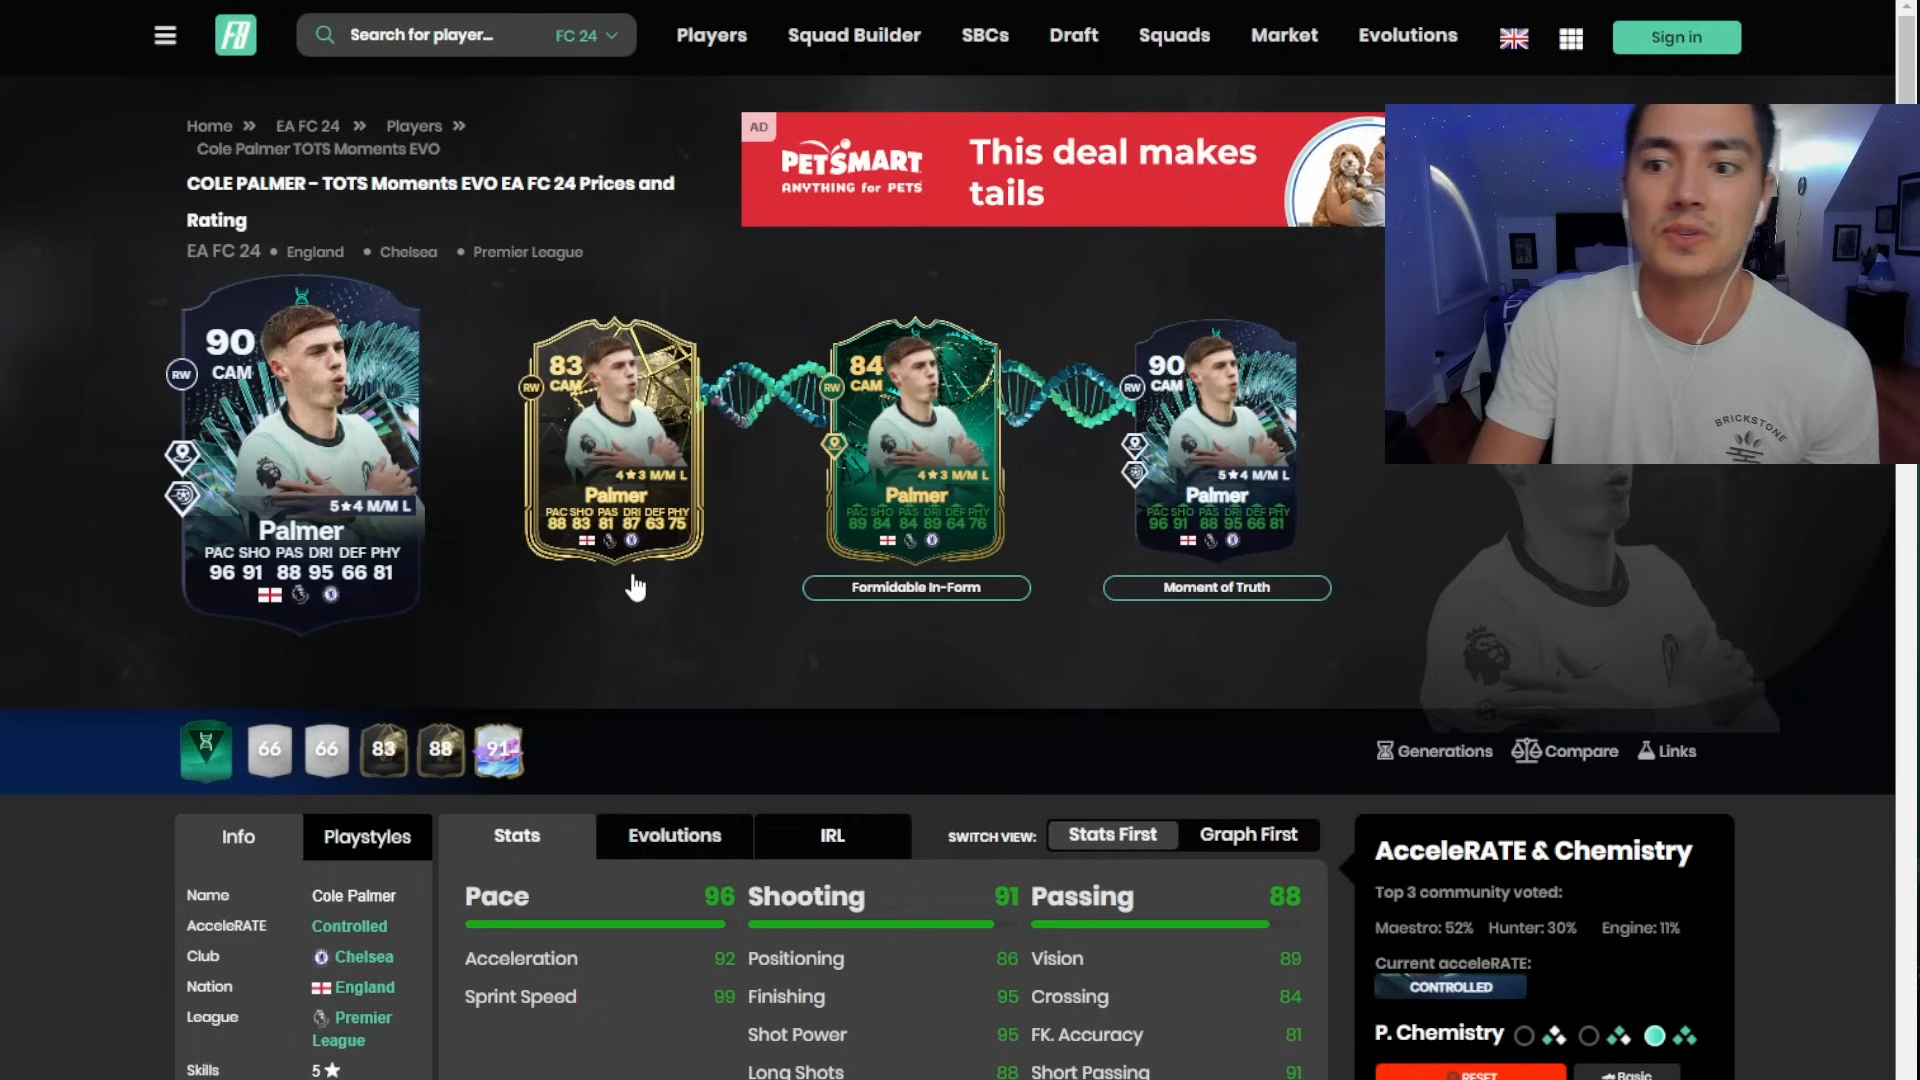 FB
Search for player...
FC 24
Players
Squad Builder
SBCs
Draft
Squads
Market
Evolutions
Sign in
Home » EA FC 24 » Players »
Cole Palmer TOTS Moments EVO
COLE PALMER - TOTS Moments EVO EA FC 24 Prices and
Rating
EA FC 24 • England • Chelsea • Premier League
AD
PETSMART
ANYTHING for PETS
This deal makes
tails
BRICKSTONE
90
CAM
RW
5★4 M/M L
Palmer
PAC SHO PAS DRI DEF PHY
96 91 88 95 66 81
83
CAM
RW
4★3 M/M L
Palmer
PAC SHO PAS DRI DEF PHY
88 83 81 87 63 75
84
CAM
RW
4★3 M/M L
Palmer
PAC SHO PAS DRI DEF PHY
89 84 84 89 64 76
Formidable In-Form
90
CAM
RW
5★4 M/M L
Palmer
PAC SHO PAS DRI DEF PHY
96 91 88 95 66 81
Moment of Truth
66
66
83
88
91
Generations
Compare
Links
Info
Playstyles
Name Cole Palmer
AcceleRATE Controlled
Club Chelsea
Nation England
League Premier
League
Skills 5★
Stats
Evolutions
IRL
SWITCH VIEW:
Stats First
Graph First
Pace 96
Acceleration 92
Sprint Speed 99
Shooting 91
Positioning 86
Finishing 95
Shot Power 95
Long Shots 88
Passing 88
Vision 89
Crossing 84
FK. Accuracy 81
Short Passing 91
AcceleRATE & Chemistry
Top 3 community voted:
Maestro: 52% Hunter: 30% Engine: 11%
Current acceleRATE:
CONTROLLED
P. Chemistry
RESET
Basic